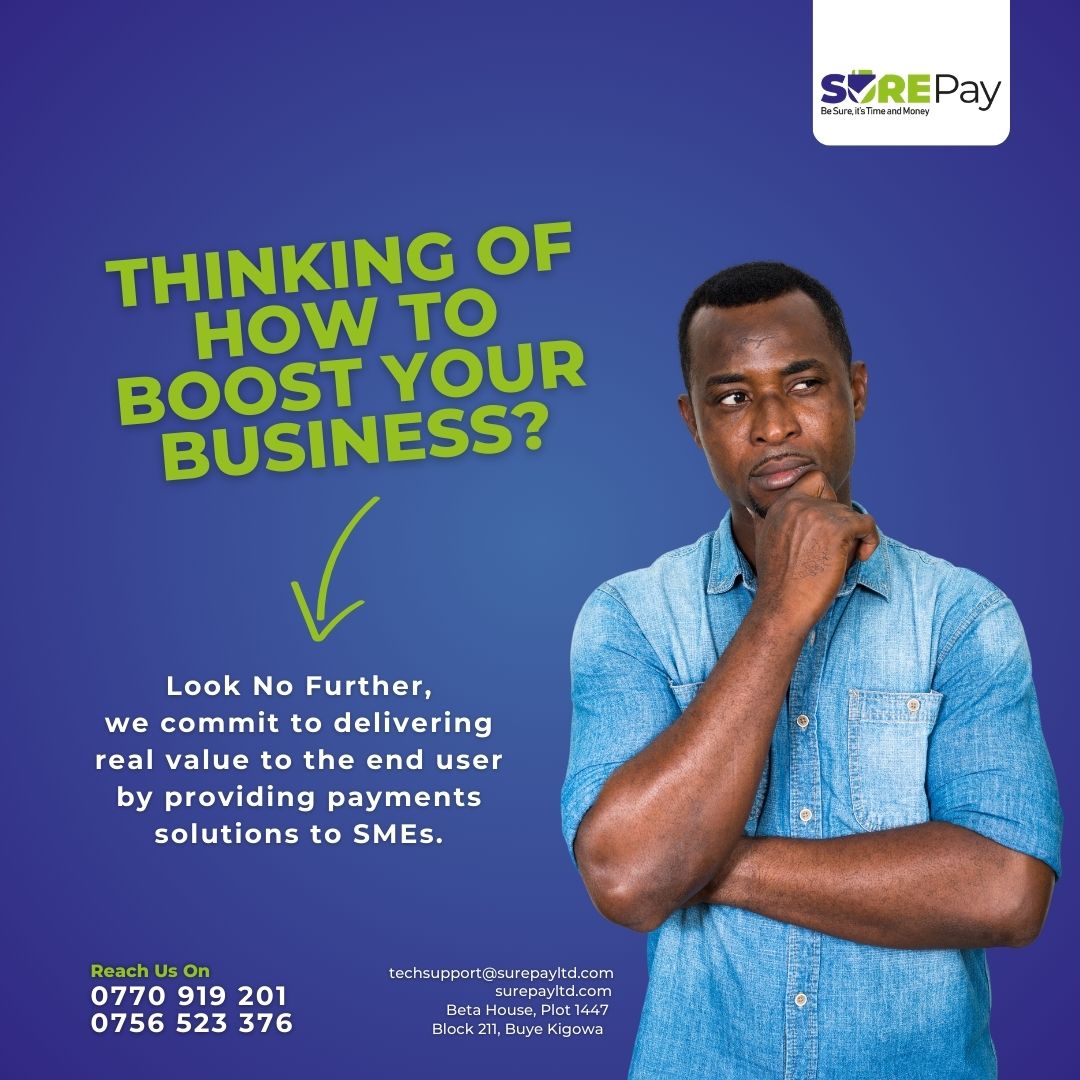 SUREPay
Be Sure, it's Time and Money
THINKING OF
HOW TO
BOOST YOUR
BUSINESS?
Look No Further,
we commit to delivering
real value to the end user
by providing payments
solutions to SMEs.
Reach Us On
0770 919 201
0756 523 376
techsupport@surepayltd.com
surepayltd.com
Beta House, Plot 1447
Block 211, Buye Kigowa